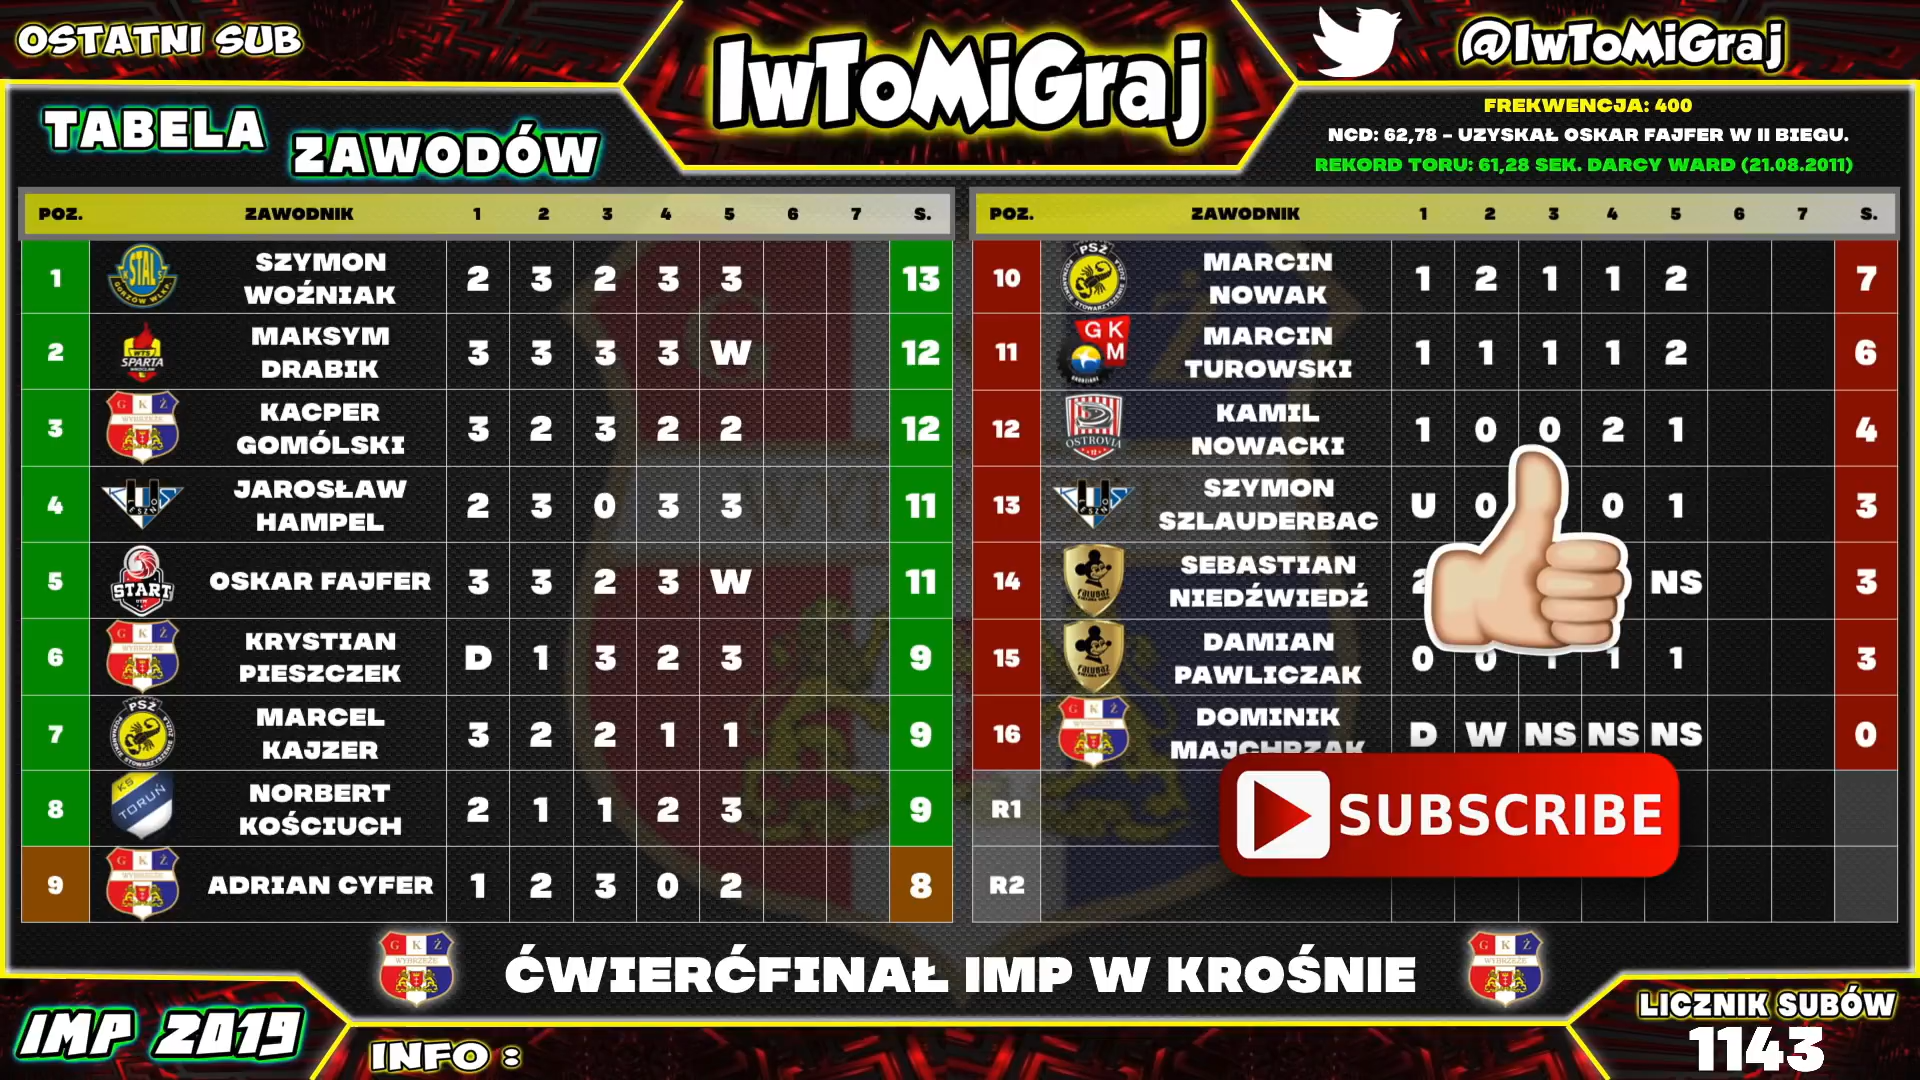 OSTATNI SUB
IwToMiGraj
@IwToMiGraj
TABELA
ZAWODÓW
FREKWENCJA: 400
NCD: 62,78 - UZYSKAŁ OSKAR FAJFER W II BIEGU.
REKORD TORU: 61,28 SEK. DARCY WARD (21.08.2011)
POZ. ZAWODNIK 1 2 3 4 5 6 7 S.
1 SZYMON WOŹNIAK 2 3 2 3 3 13
2 MAKSYM DRABIK 3 3 3 3 W 12
3 KACPER GOMÓLSKI 3 2 3 2 2 12
4 JAROSŁAW HAMPEL 2 3 0 3 3 11
5 OSKAR FAJFER 3 3 2 3 W 11
6 KRYSTIAN PIESZCZEK D 1 3 2 3 9
7 MARCEL KAJZER 3 2 2 1 1 9
8 NORBERT KOŚCIUCH 2 1 1 2 3 9
9 ADRIAN CYFER 1 2 3 0 2 8
POZ. ZAWODNIK 1 2 3 4 5 6 7 S.
10 MARCIN NOWAK 1 2 1 1 2 7
11 MARCIN TUROWSKI 1 1 1 1 2 6
12 KAMIL NOWACKI 1 0 0 2 1 4
13 SZYMON SZLAUDERBAC U 0 0 1 3
14 SEBASTIAN NIEDŹWIEDŹ 2 NS 3
15 DAMIAN PAWLICZAK 0 0 1 1 1 3
16 DOMINIK MAJCHRZAK D W NS NS NS 0
R1
R2
SUBSCRIBE
ĆWIERĆFINAŁ IMP W KROŚNIE
IMP 2019
INFO :
LICZNIK SUBÓW
1143